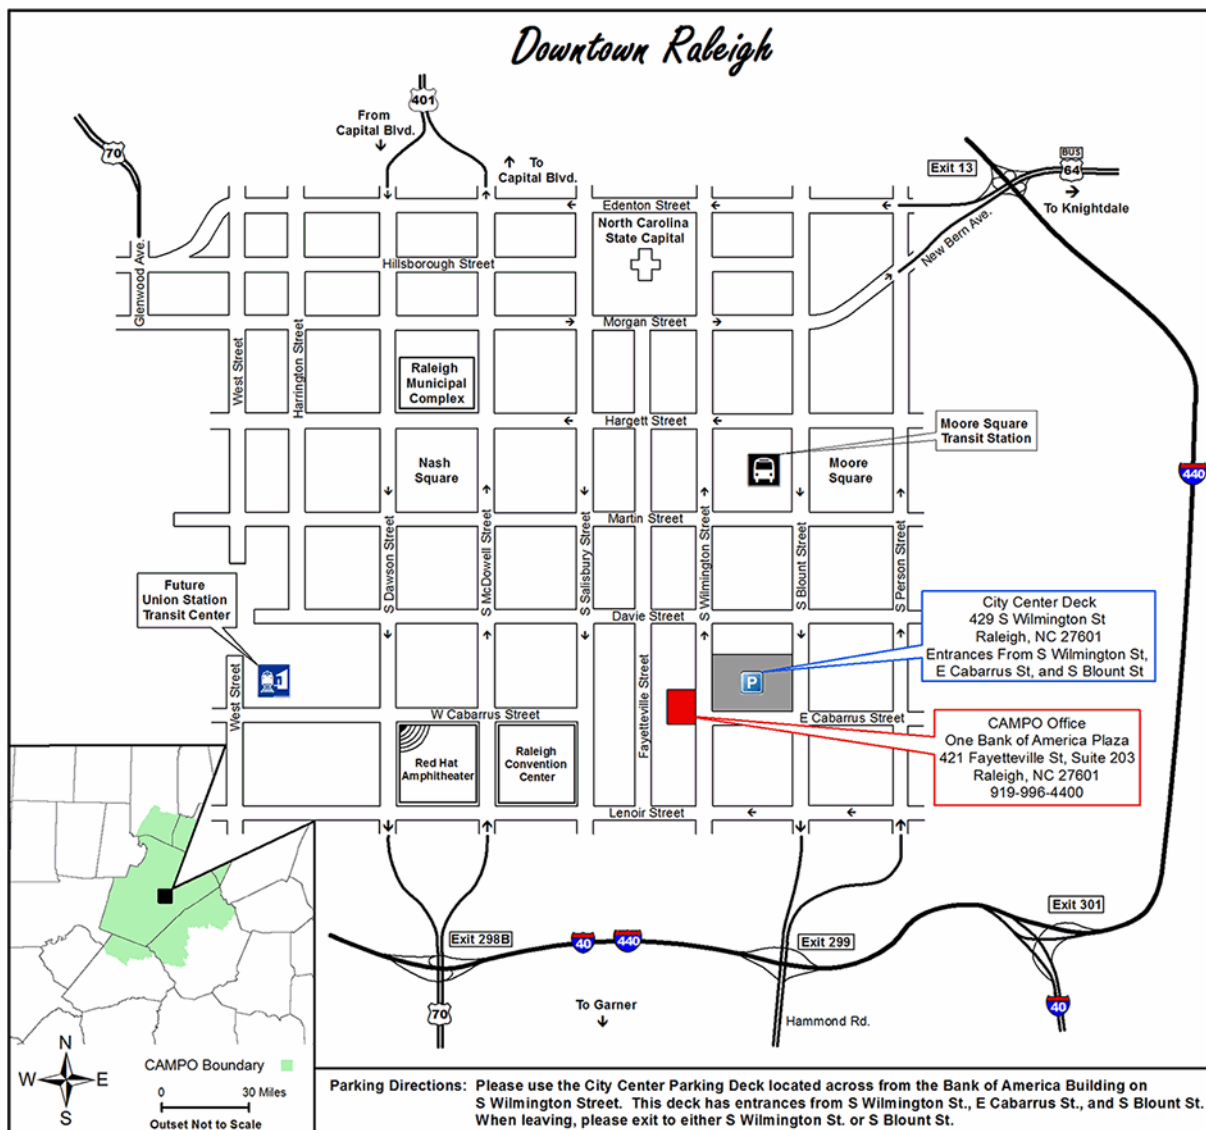 Downtown Raleigh
401
From
Capital Blvd.
To
Capital Blvd.
70
Exit 13
BUS
64
To Knightdale
New Bern Ave.
Edenton Street
North Carolina
State Capital
Hillsborough Street
Glenwood Ave.
Morgan Street
West Street
Harrington Street
Raleigh
Municipal
Complex
Hargett Street
Moore Square
Transit Station
440
Nash
Square
Moore
Square
Martin Street
S Dawson Street
S McDowell Street
S Salisbury Street
S Wilmington Street
S Blount Street
S Person Street
Future
Union Station
Transit Center
Davie Street
City Center Deck
429 S Wilmington St
Raleigh, NC 27601
Entrances From S Wilmington St,
E Cabarrus St, and S Blount St
P
West Street
Fayetteville Street
W Cabarrus Street
E Cabarrus Street
CAMPO Office
One Bank of America Plaza
421 Fayetteville St, Suite 203
Raleigh, NC 27601
919-996-4400
Red Hat
Amphitheater
Raleigh
Convention
Center
Lenoir Street
Exit 298B
40
440
Exit 299
Exit 301
70
To Garner
Hammond Rd.
40
N
W
E
S
CAMPO Boundary
0
30 Miles
Outset Not to Scale
Parking Directions: Please use the City Center Parking Deck located across from the Bank of America Building on
S Wilmington Street. This deck has entrances from S Wilmington St., E Cabarrus St., and S Blount St.
When leaving, please exit to either S Wilmington St. or S Blount St.